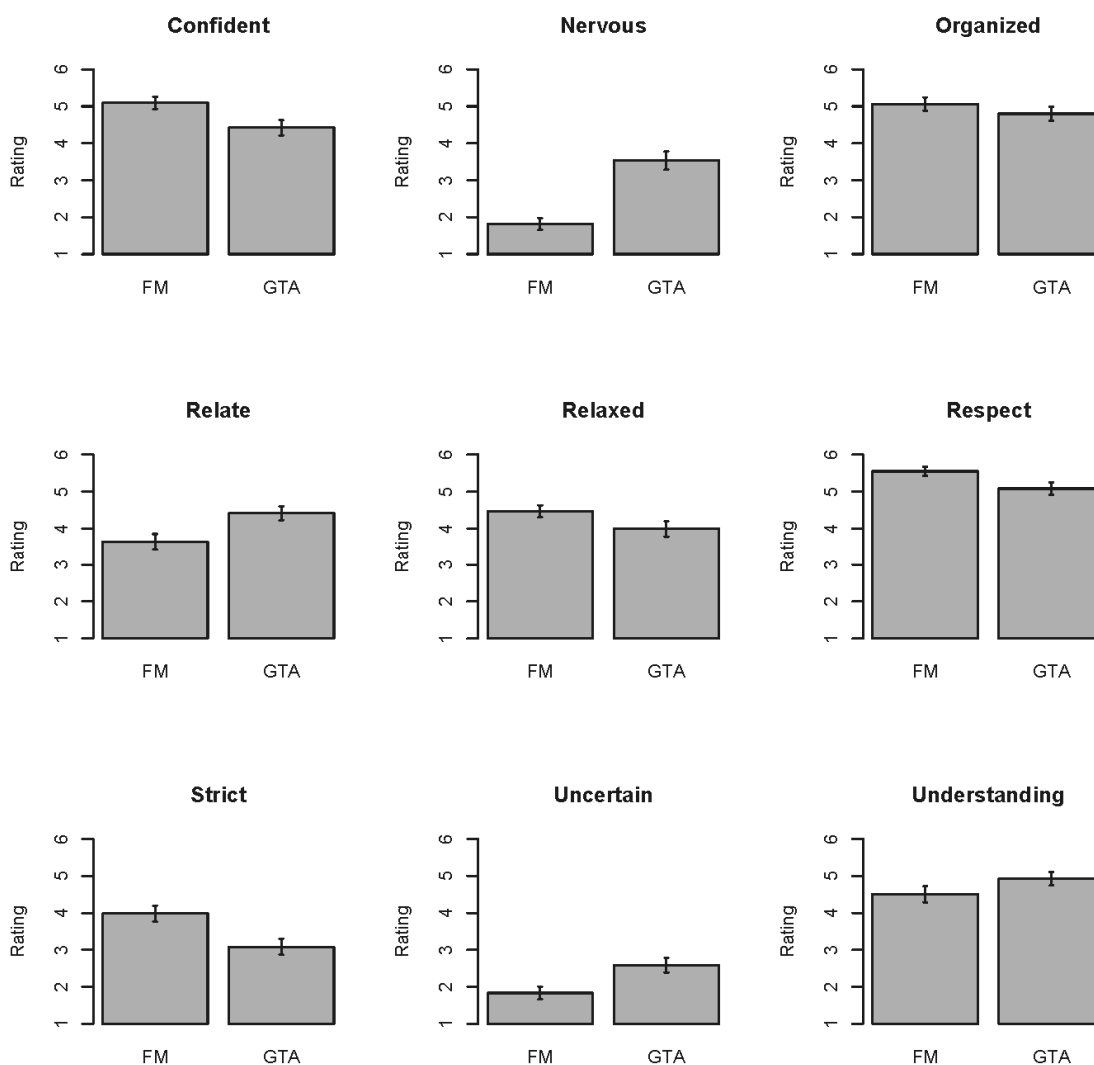 Confident
Nervous
Organized
Rating
1 2 3 4 5 6
FM GTA
Rating
1 2 3 4 5 6
FM GTA
Rating
1 2 3 4 5 6
FM GTA
Relate
Relaxed
Respect
Rating
1 2 3 4 5 6
FM GTA
Rating
1 2 3 4 5 6
FM GTA
Rating
1 2 3 4 5 6
FM GTA
Strict
Uncertain
Understanding
Rating
1 2 3 4 5 6
FM GTA
Rating
1 2 3 4 5 6
FM GTA
Rating
1 2 3 4 5 6
FM GTA